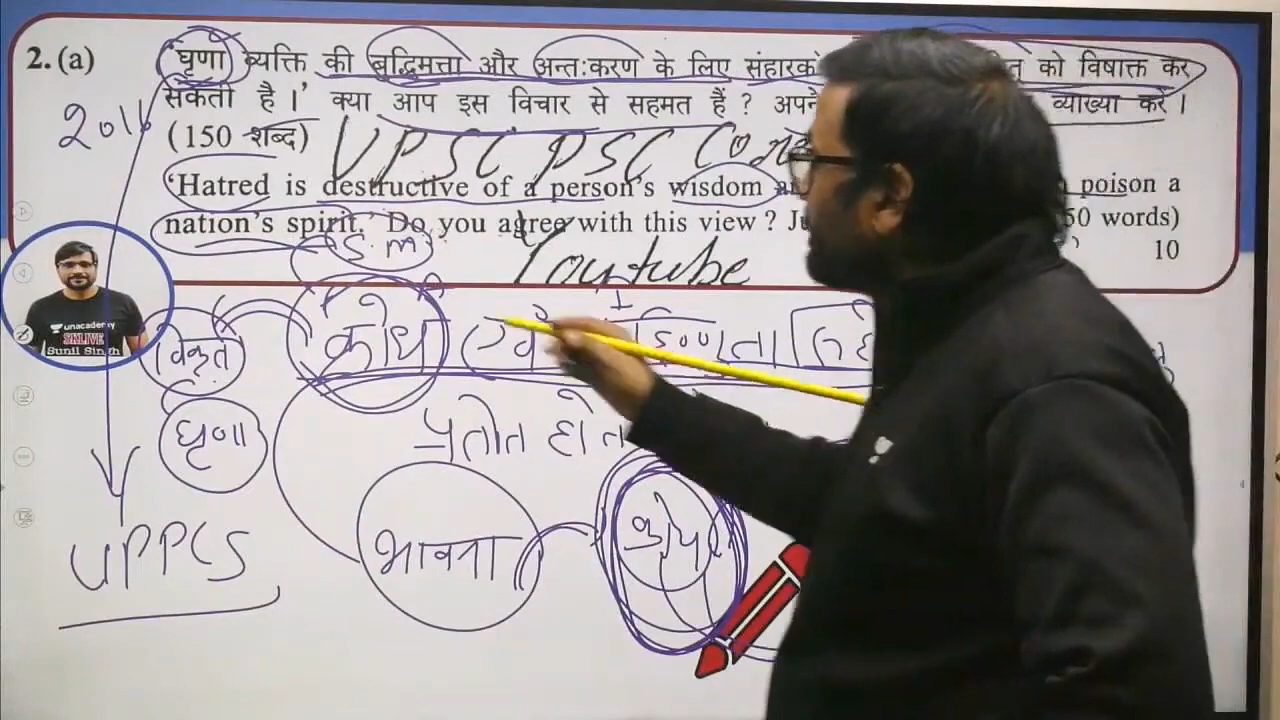 2. (a) 'घृणा व्यक्ति की बुद्धिमत्ता और अन्तःकरण के लिए संहारक को विषाक्त कर
सकती है।' क्या आप इस विचार से सहमत हैं ? अपने व्याख्या करें।
2016
(150 शब्द)
UPSC PSC
'Hatred is destructive of a person's wisdom poison a
nation's spirit.' Do you agree with this view ? 50 words)
Youtube
10
unacademy
SKLIVE
Sunil Singh
विकृत
क्रोध
घृणा
प्रतीत हो
भावना
क्रोध
UPPCS